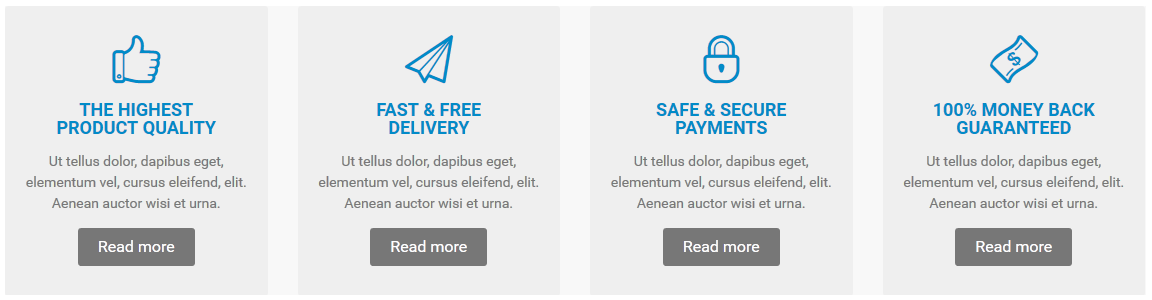 THE HIGHEST
PRODUCT QUALITY
Ut tellus dolor, dapibus eget,
elementum vel, cursus eleifend, elit.
Aenean auctor wisi et urna.
Read more
FAST & FREE
DELIVERY
Ut tellus dolor, dapibus eget,
elementum vel, cursus eleifend, elit.
Aenean auctor wisi et urna.
Read more
SAFE & SECURE
PAYMENTS
Ut tellus dolor, dapibus eget,
elementum vel, cursus eleifend, elit.
Aenean auctor wisi et urna.
Read more
$
100% MONEY BACK
GUARANTEED
Ut tellus dolor, dapibus eget,
elementum vel, cursus eleifend, elit.
Aenean auctor wisi et urna.
Read more